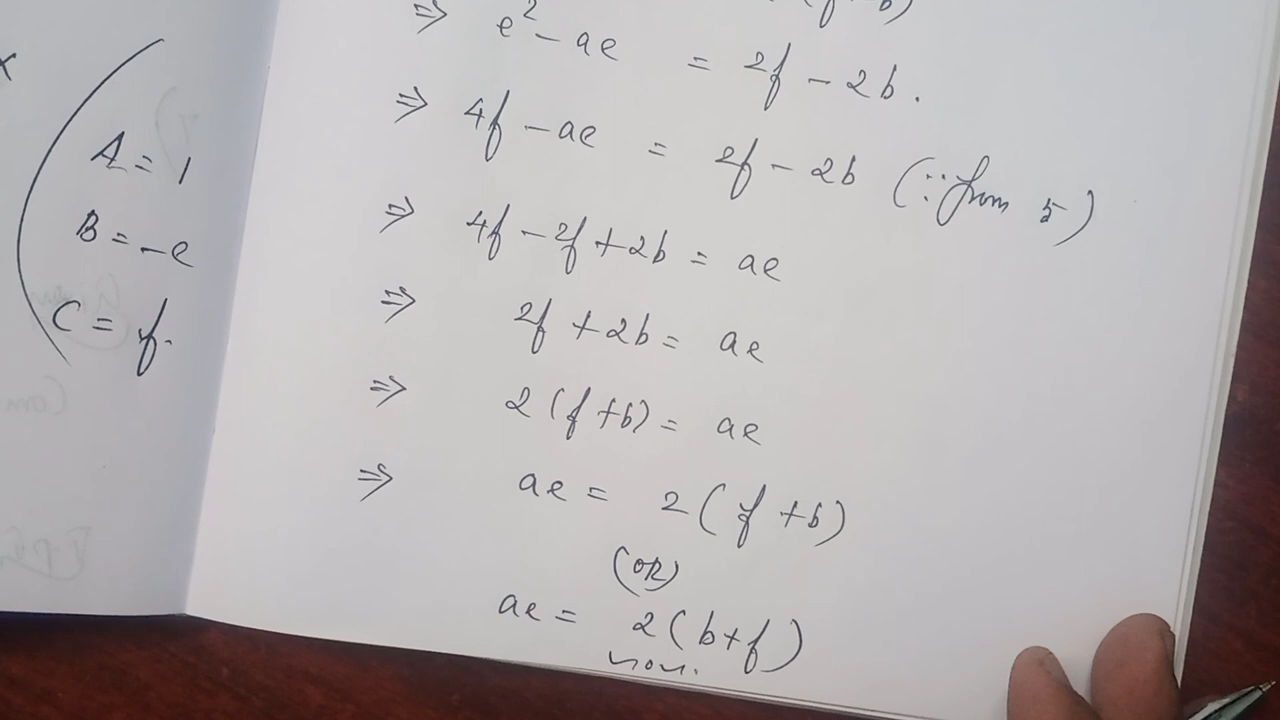 A = 1
B = -e
C = f.
⇒ e² - ae = 2f - 2b.
⇒ 4f - ae = 2f - 2b (∵ from 5)
⇒ 4f - 2f + 2b = ae
⇒ 2f + 2b = ae
⇒ 2(f + b) = ae
⇒ ae = 2(f + b)
(OR)
ae = 2(b + f)